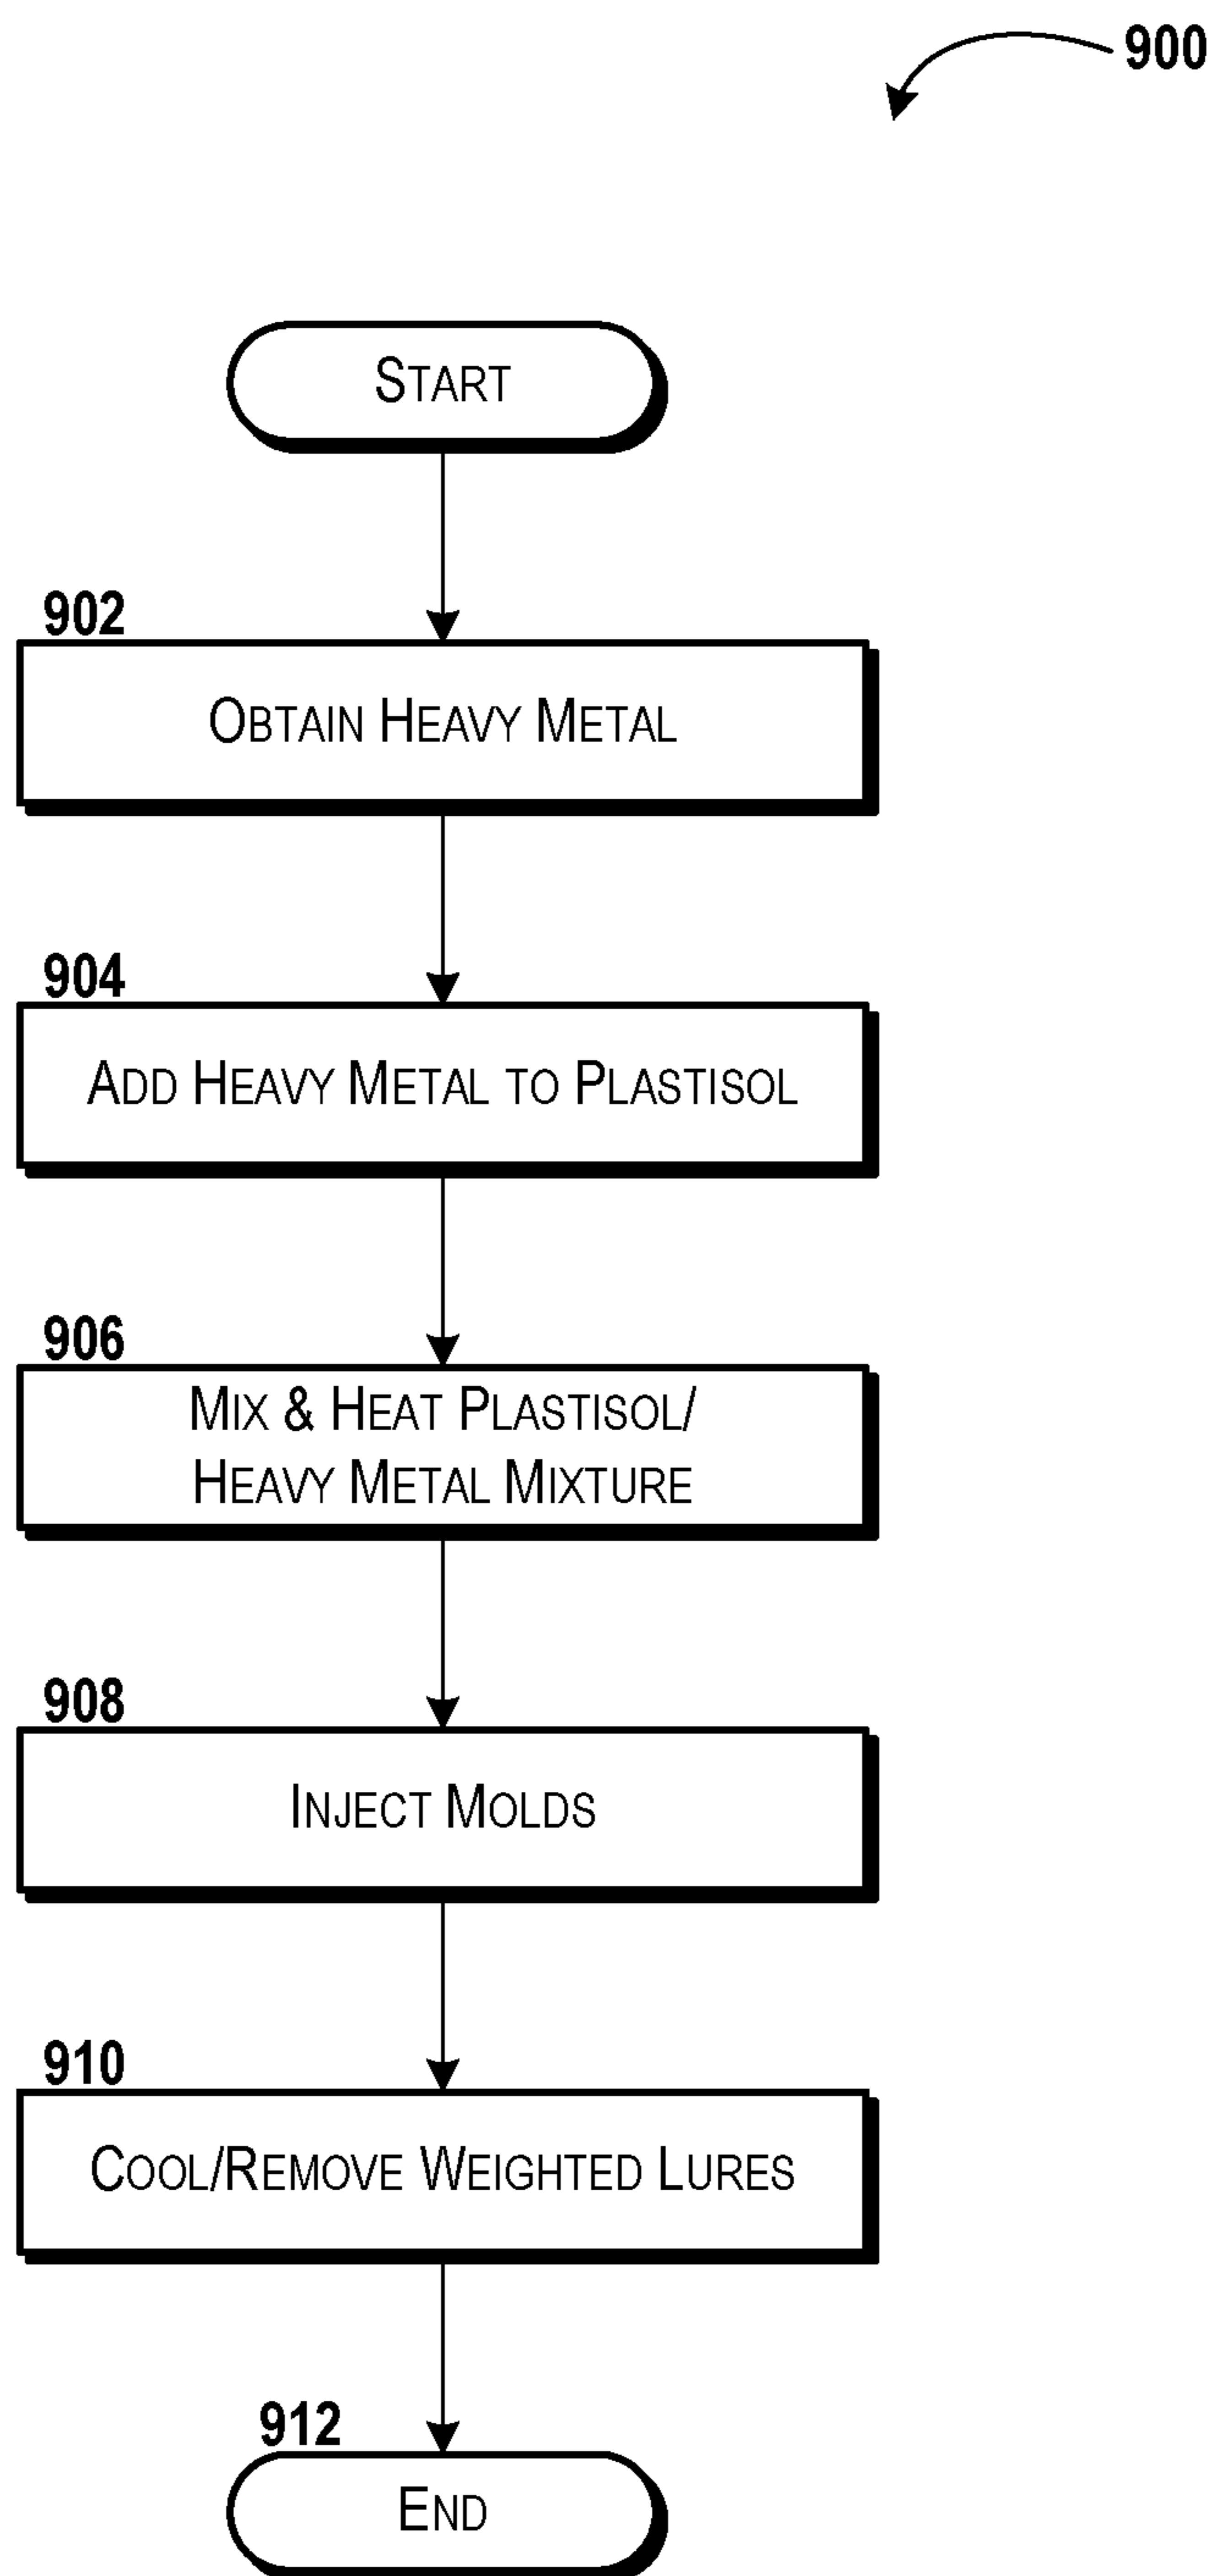 900
START
902
OBTAIN HEAVY METAL
904
ADD HEAVY METAL TO PLASTISOL
906
MIX & HEAT PLASTISOL/
HEAVY METAL MIXTURE
908
INJECT MOLDS
910
COOL/REMOVE WEIGHTED LURES
912
END